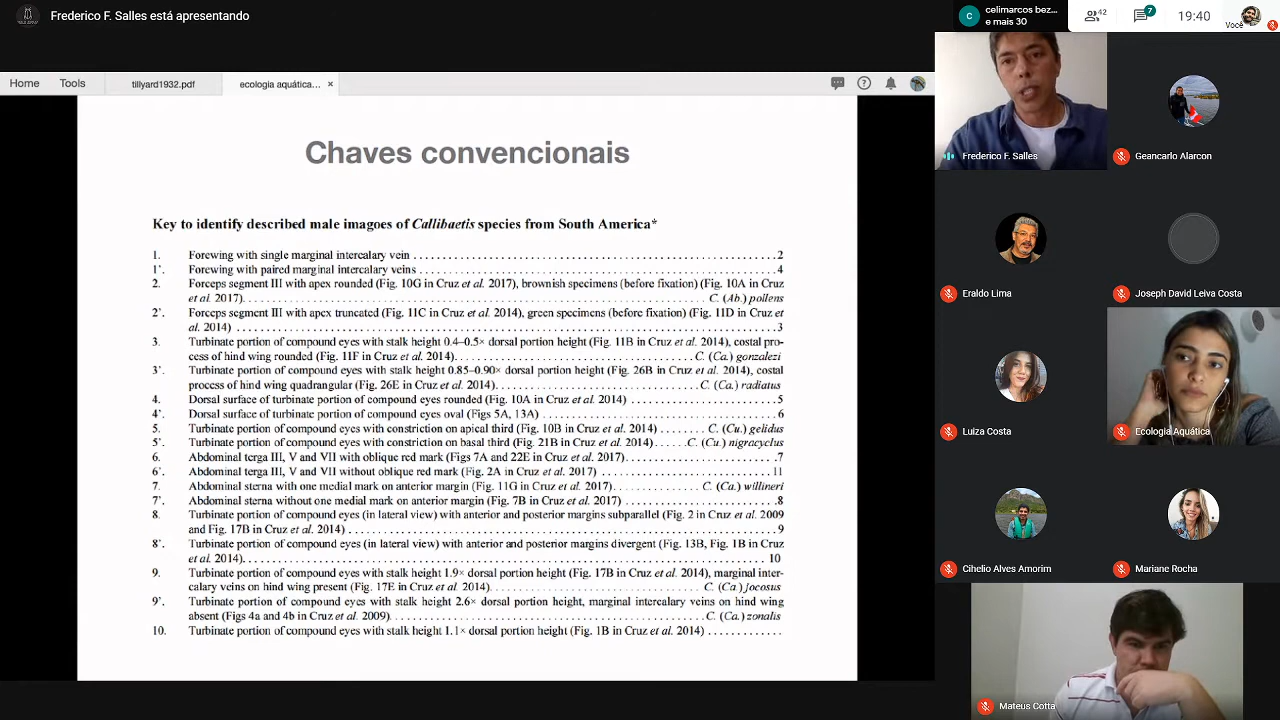 Frederico F. Salles está apresentando
C
celimarcos bez...
e mais 30
42
7
19:40
Você
Home
Tools
tillyard1932.pdf
ecologia aquática... ×
Chaves convencionais
Key to identify described male imagoes of Callibaetis species from South America*
1. Forewing with single marginal intercalary vein ........ 2
1'. Forewing with paired marginal intercalary veins ........ 4
2. Forceps segment III with apex rounded (Fig. 10G in Cruz et al. 2017), brownish specimens (before fixation) (Fig. 10A in Cruz
et al. 2017)........ C. (Ab.) pollens
2'. Forceps segment III with apex truncated (Fig. 11C in Cruz et al. 2014), green specimens (before fixation) (Fig. 11D in Cruz et
al. 2014) ........ 3
3. Turbinate portion of compound eyes with stalk height 0.4–0.5× dorsal portion height (Fig. 11B in Cruz et al. 2014), costal pro-
cess of hind wing rounded (Fig. 11F in Cruz et al. 2014)........ C. (Ca.) gonzalezi
3'. Turbinate portion of compound eyes with stalk height 0.85–0.90× dorsal portion height (Fig. 26B in Cruz et al. 2014), costal
process of hind wing quadrangular (Fig. 26E in Cruz et al. 2014)........ C. (Ca.) radiatus
4. Dorsal surface of turbinate portion of compound eyes rounded (Fig. 10A in Cruz et al. 2014) ........ 5
4'. Dorsal surface of turbinate portion of compound eyes oval (Figs 5A, 13A) ........ 6
5. Turbinate portion of compound eyes with constriction on apical third (Fig. 10B in Cruz et al. 2014) ........ C. (Cu.) gelidus
5'. Turbinate portion of compound eyes with constriction on basal third (Fig. 21B in Cruz et al. 2014)........ C. (Cu.) nigracyclus
6. Abdominal terga III, V and VII with oblique red mark (Figs 7A and 22E in Cruz et al. 2017)........ 7
6'. Abdominal terga III, V and VII without oblique red mark (Fig. 2A in Cruz et al. 2017) ........ 11
7. Abdominal sterna with one medial mark on anterior margin (Fig. 11G in Cruz et al. 2017)........ C. (Ca.) willineri
7'. Abdominal sterna without one medial mark on anterior margin (Fig. 7B in Cruz et al. 2017) ........ 8
8. Turbinate portion of compound eyes (in lateral view) with anterior and posterior margins subparallel (Fig. 2 in Cruz et al. 2009
and Fig. 17B in Cruz et al. 2014) ........ 9
8'. Turbinate portion of compound eyes (in lateral view) with anterior and posterior margins divergent (Fig. 13B, Fig. 1B in Cruz
et al. 2014)........ 10
9. Turbinate portion of compound eyes with stalk height 1.9× dorsal portion height (Fig. 17B in Cruz et al. 2014), marginal inter-
calary veins on hind wing present (Fig. 17E in Cruz et al. 2014)........ C. (Ca.) jocosus
9'. Turbinate portion of compound eyes with stalk height 2.6× dorsal portion height, marginal intercalary veins on hind wing
absent (Figs 4a and 4b in Cruz et al. 2009)........ C. (Ca.) zonalis
10. Turbinate portion of compound eyes with stalk height 1.1× dorsal portion height (Fig. 1B in Cruz et al. 2014) ........
Frederico F. Salles
Geancarlo Alarcon
Eraldo Lima
Joseph David Leiva Costa
Luiza Costa
Ecologia Aquática
Cihelio Alves Amorim
Mariane Rocha
Mateus Cotta